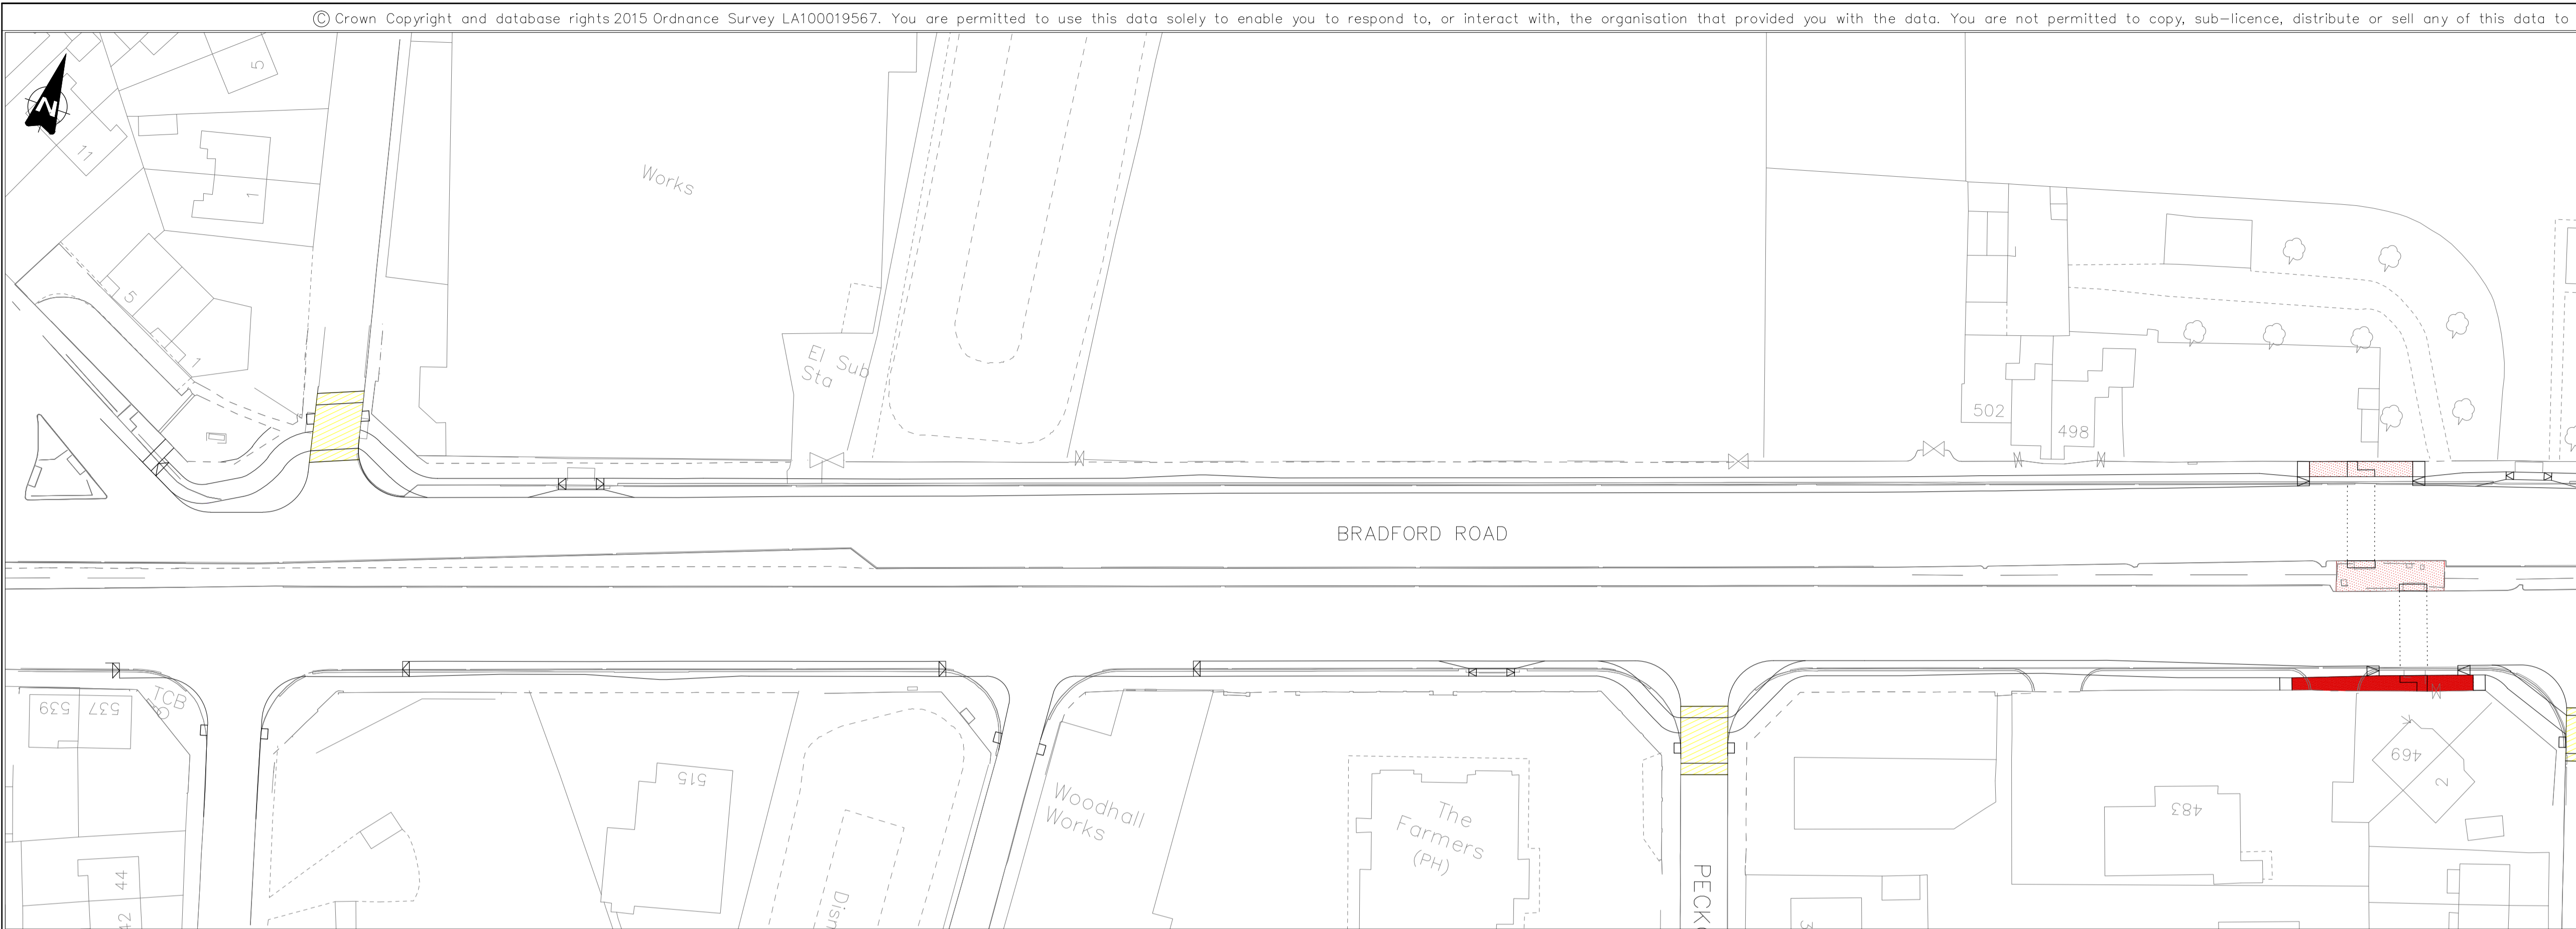 © Crown Copyright and database rights 2015 Ordnance Survey LA100019567. You are permitted to use this data solely to enable you to respond to, or interact with, the organisation that provided you with the data. You are not permitted to copy, sub-licence, distribute or sell any of this data to
N
5
11
1
5
1
Works
El Sub
Sta
502
498
BRADFORD ROAD
539
537
TCB
44
42
515
Woodhall
Works
The
Farmers
(PH)
483
469
2
3